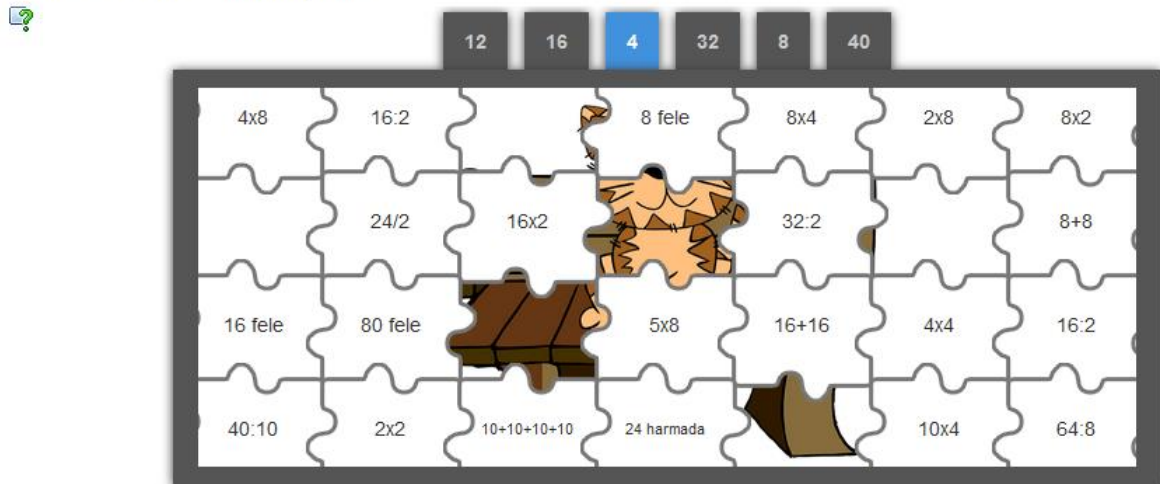 12 16 4 32 8 40
4x8 16:2 8 fele 8x4 2x8 8x2
24/2 16x2 32:2 8+8
16 fele 80 fele 5x8 16+16 4x4 16:2
40:10 2x2 10+10+10+10 24 harmada 10x4 64:8